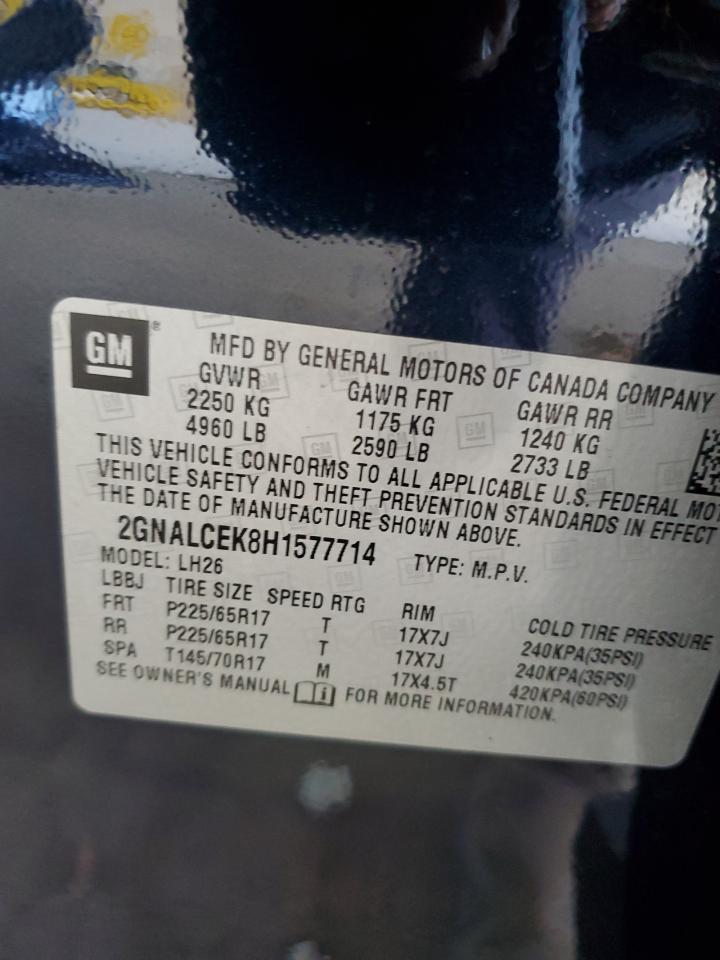 GM ®
MFD BY GENERAL MOTORS OF CANADA COMPANY
GVWR GAWR FRT GAWR RR
2250 KG 1175 KG 1240 KG
4960 LB 2590 LB 2733 LB
THIS VEHICLE CONFORMS TO ALL APPLICABLE U.S. FEDERAL MOT
VEHICLE SAFETY AND THEFT PREVENTION STANDARDS IN EFFECT
THE DATE OF MANUFACTURE SHOWN ABOVE.
2GNALCEK8H1577714 TYPE: M.P.V.
MODEL: LH26
LBBJ TIRE SIZE SPEED RTG RIM COLD TIRE PRESSURE
FRT P225/65R17 T 17X7J 240KPA(35PSI)
RR P225/65R17 T 17X7J 240KPA(35PSI)
SPA T145/70R17 M 17X4.5T 420KPA(60PSI)
SEE OWNER'S MANUAL FOR MORE INFORMATION.